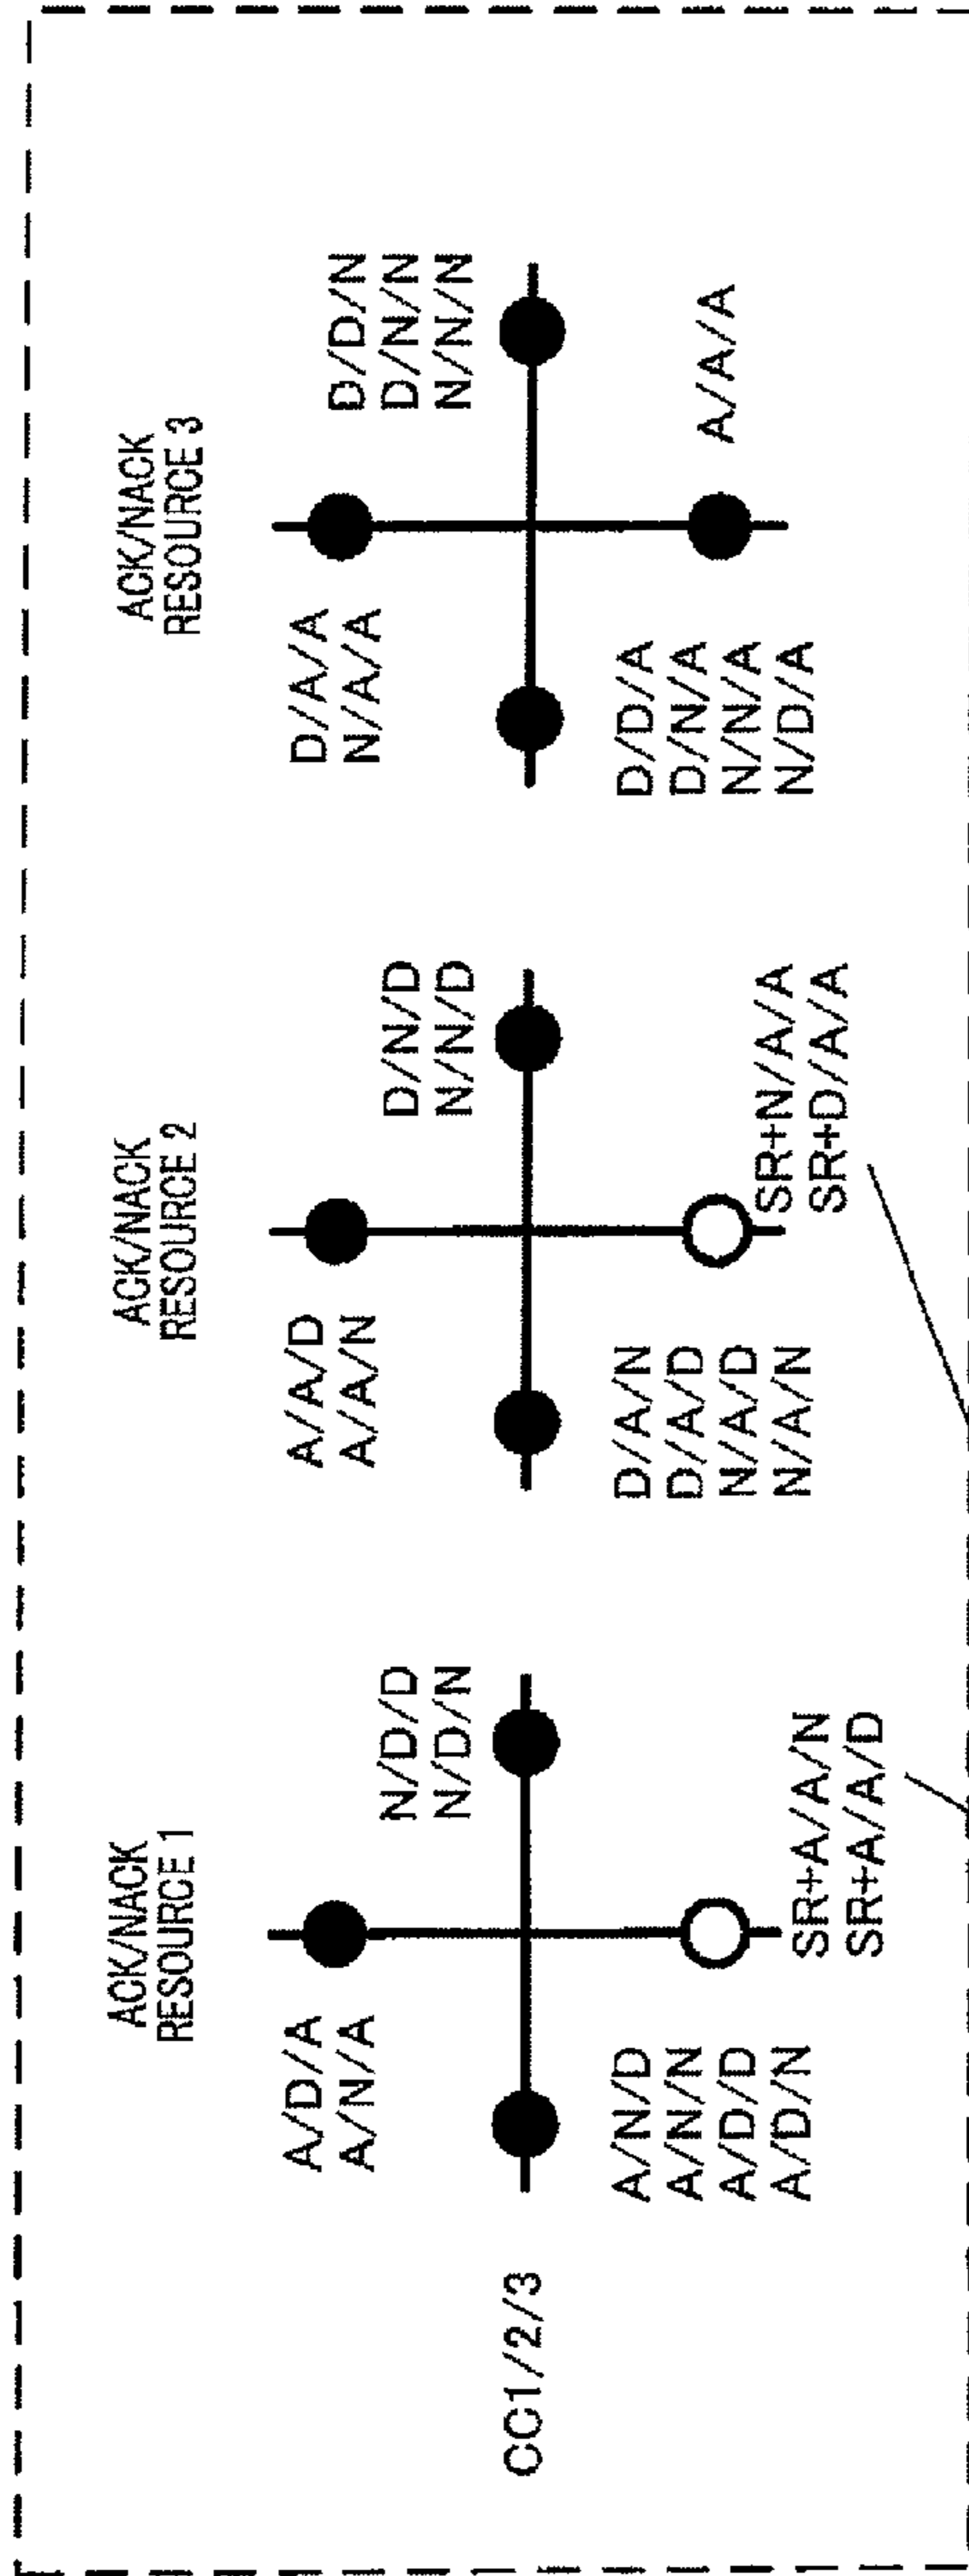 CC1/2/3
ACK/NACK
RESOURCE 1
A/D/A
A/N/A
N/D/D
N/D/N
A/N/D
A/N/N
A/D/D
A/D/N
SR+A/A/N
SR+A/A/D
ACK/NACK
RESOURCE 2
A/A/D
A/A/N
D/N/D
N/N/D
D/A/N
D/A/D
N/A/D
N/A/N
SR+N/A/A
SR+D/A/A
ACK/NACK
RESOURCE 3
D/A/A
N/A/A
D/D/N
D/N/N
N/N/N
D/D/A
D/N/A
N/N/A
N/D/A
A/A/A